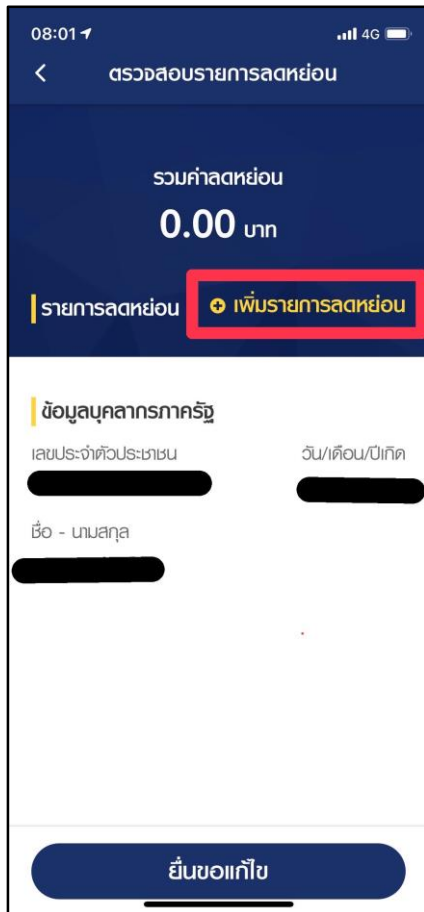 08:01 4G
ตรวจสอบรายการลดหย่อน
รวมค่าลดหย่อน
0.00 บาท
รายการลดหย่อน เพิ่มรายการลดหย่อน
ข้อมูลบุคลากรภาครัฐ
เลขประจำตัวประชาชน วัน/เดือน/ปีเกิด
ชื่อ - นามสกุล
ยื่นขอแก้ไข